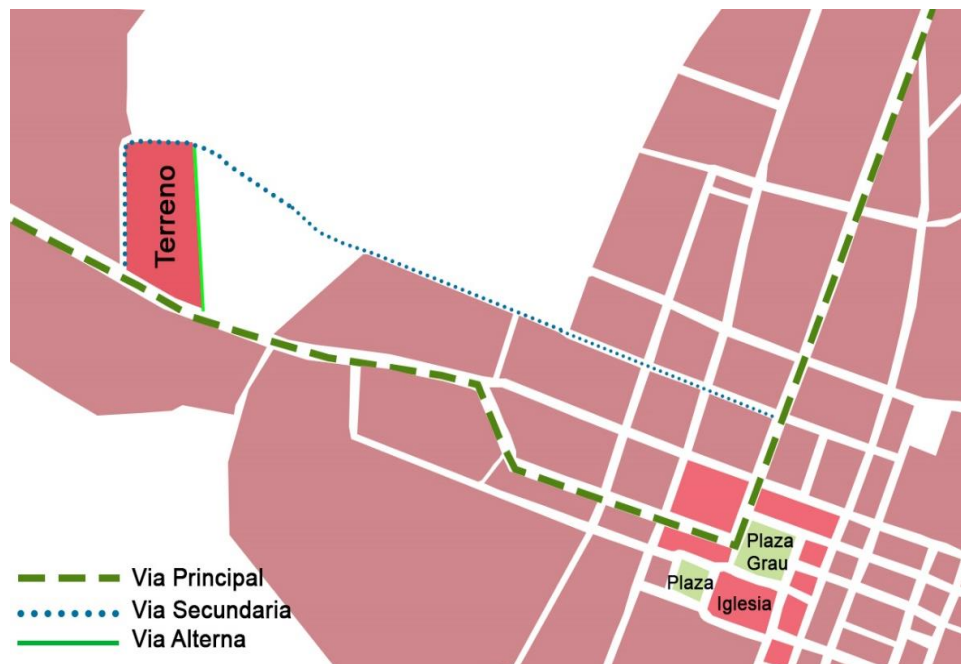 Terreno
Plaza
Grau
Plaza
Iglesia
Via Principal
Via Secundaria
Via Alterna